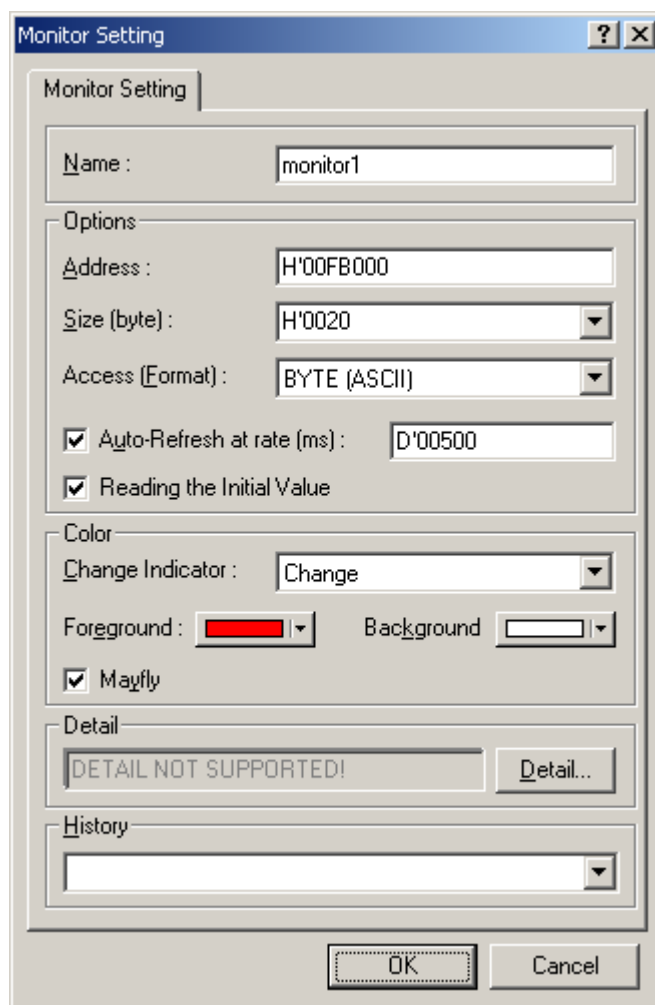 Monitor Setting
Monitor Setting
Name : monitor1
Options
Address : H'00FB000
Size (byte) : H'0020
Access (Format) : BYTE (ASCII)
Auto-Refresh at rate (ms) : D'00500
Reading the Initial Value
Color
Change Indicator : Change
Foreground : Background
Mayfly
Detail
DETAIL NOT SUPPORTED! Detail...
History
OK Cancel